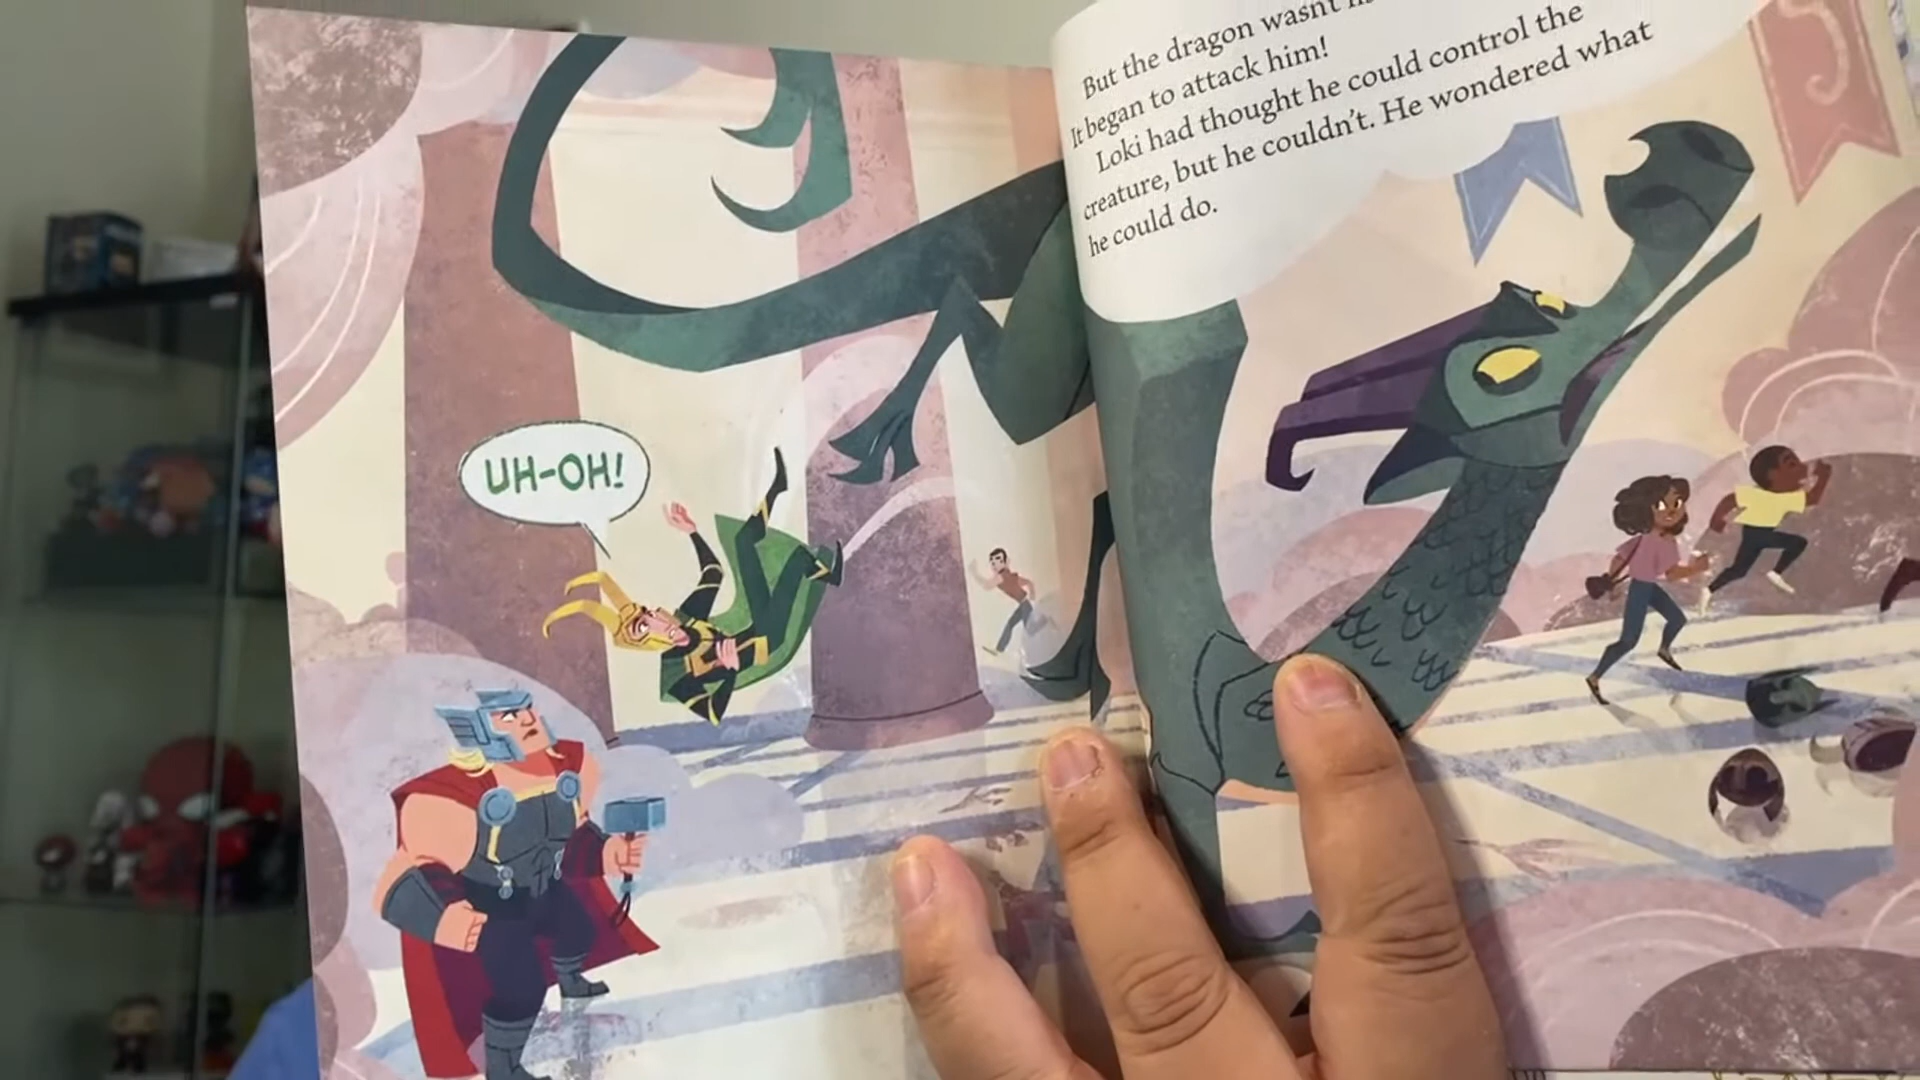 UH-OH!
But the dragon wasn't
It began to attack him!
Loki had thought he could control the
creature, but he couldn't. He wondered what
he could do.